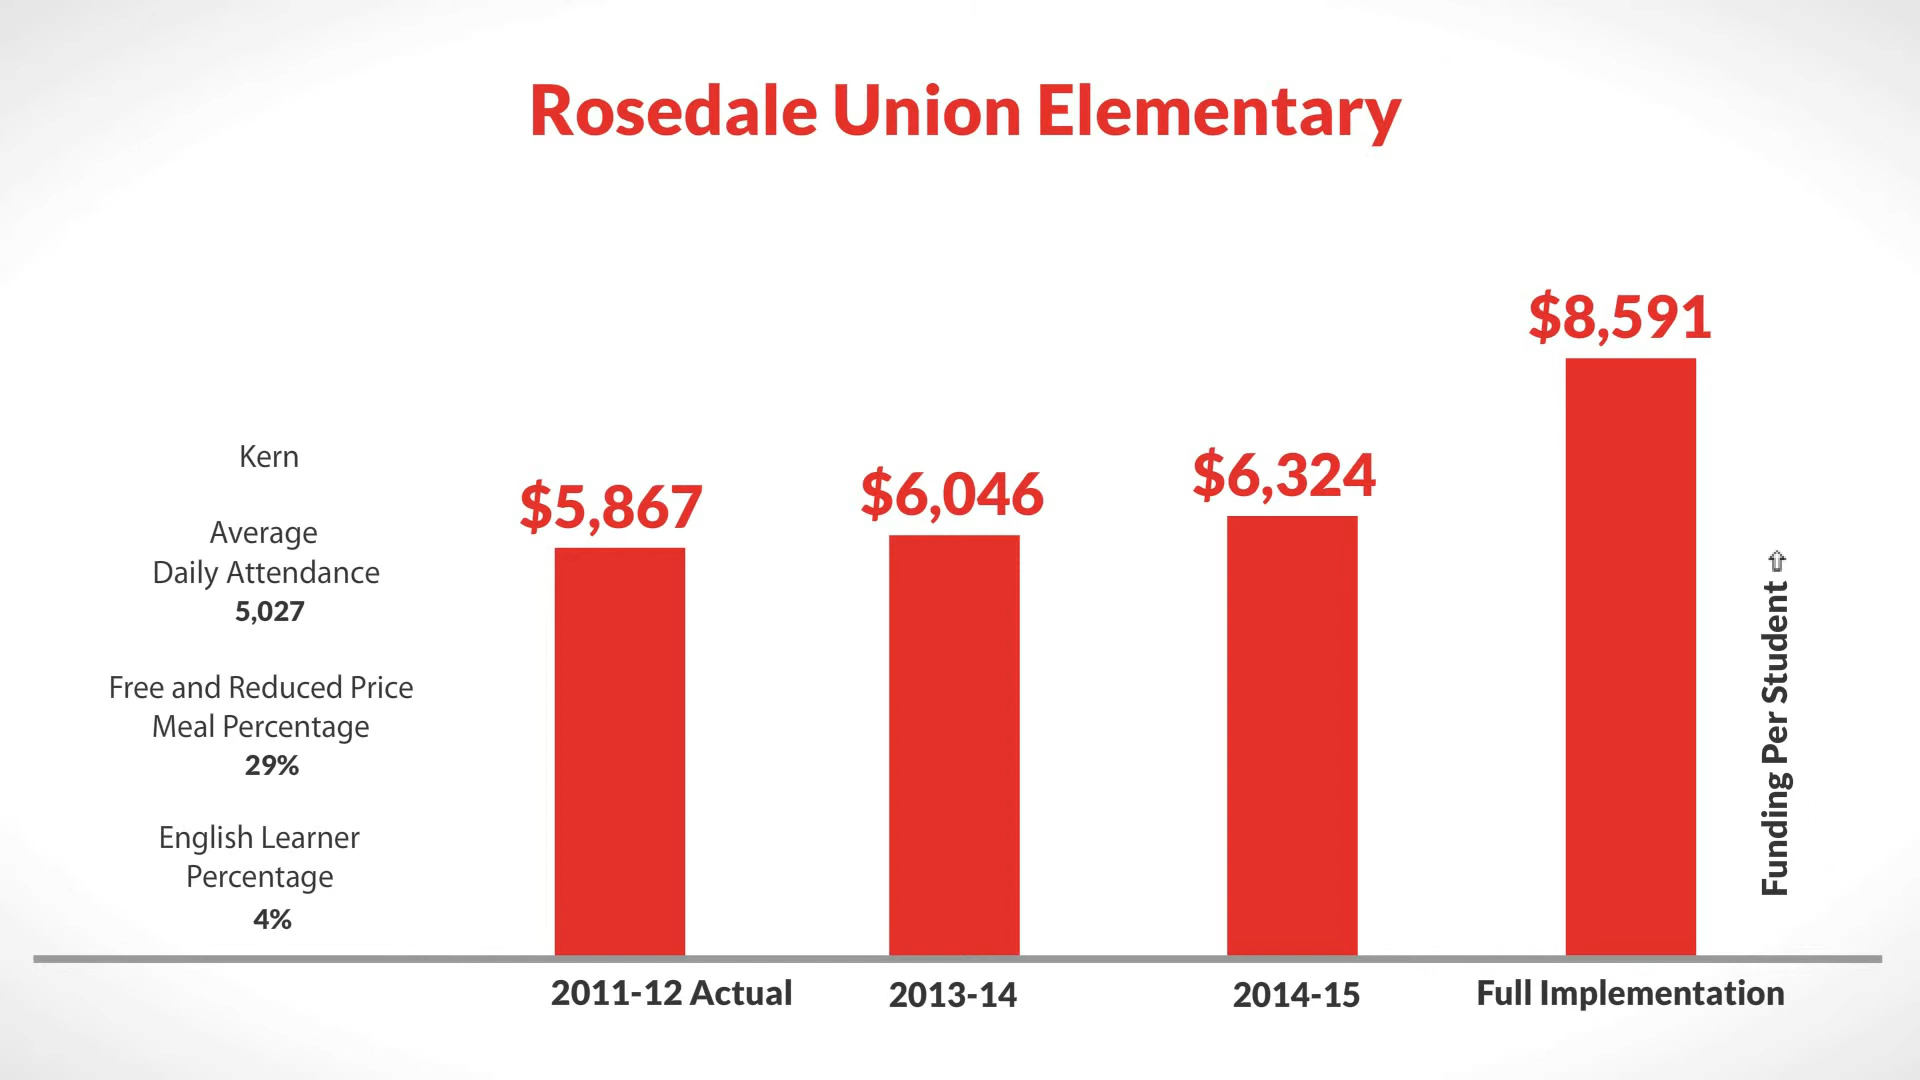 Rosedale Union Elementary
Kern
Average
Daily Attendance
5,027
Free and Reduced Price
Meal Percentage
29%
English Learner
Percentage
4%
$5,867
$6,046
$6,324
$8,591
2011-12 Actual
2013-14
2014-15
Full Implementation
Funding Per Student ⇧